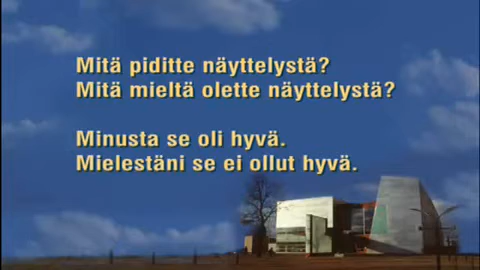 Mitä piditte näyttelystä?
Mitä mieltä olette näyttelystä?
Minusta se oli hyvä.
Mielestäni se ei ollut hyvä.